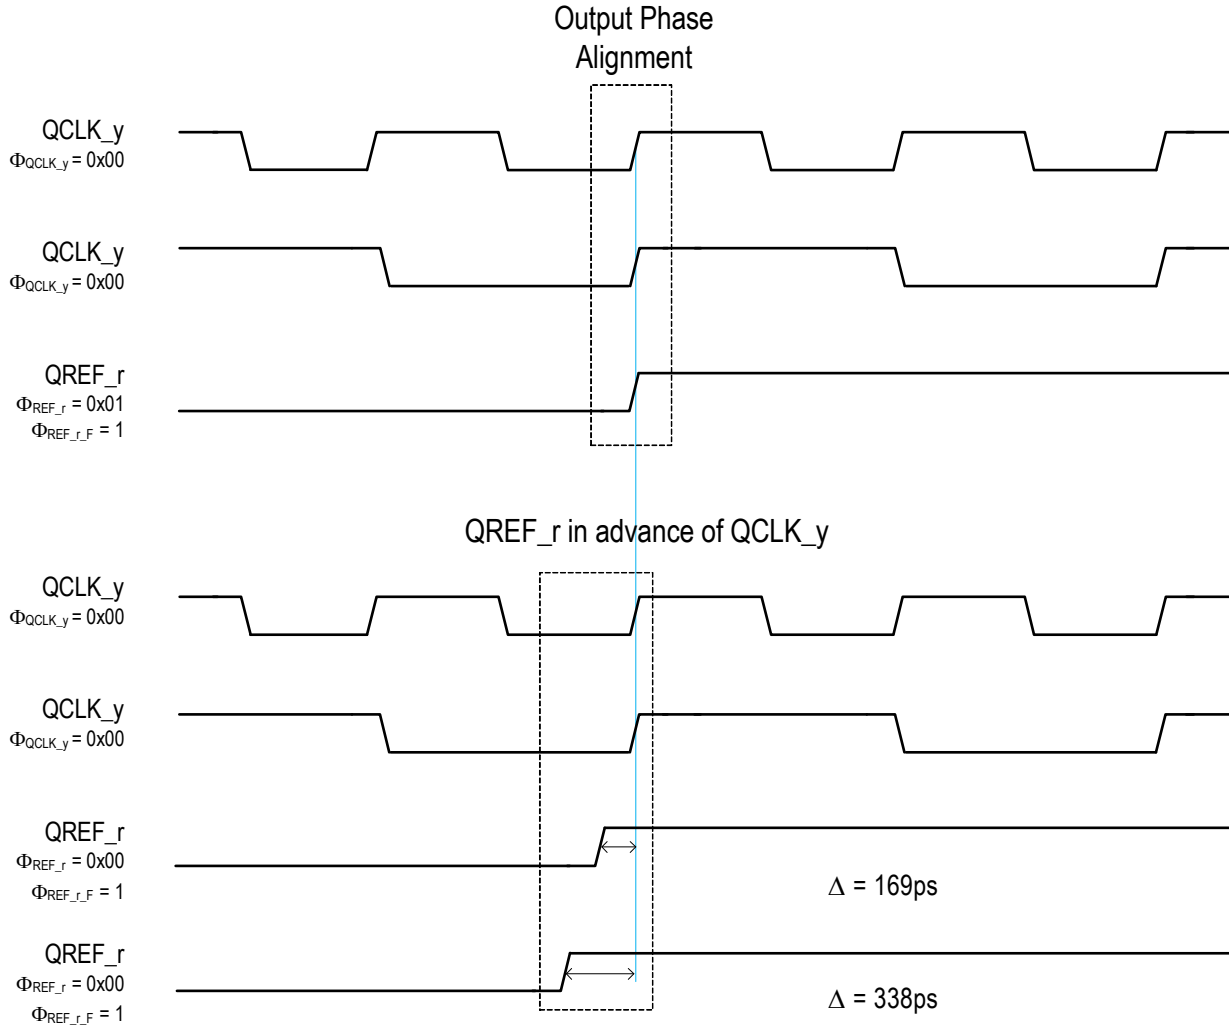 Output Phase
Alignment
QCLK_y
ΦQCLK_y = 0x00
QCLK_y
ΦQCLK_y = 0x00
QREF_r
ΦREF_r = 0x01
ΦREF_r_F = 1
QREF_r in advance of QCLK_y
QCLK_y
ΦQCLK_y = 0x00
QCLK_y
ΦQCLK_y = 0x00
QREF_r
ΦREF_r = 0x00
ΦREF_r_F = 1
Δ = 169ps
QREF_r
ΦREF_r = 0x00
ΦREF_r_F = 1
Δ = 338ps